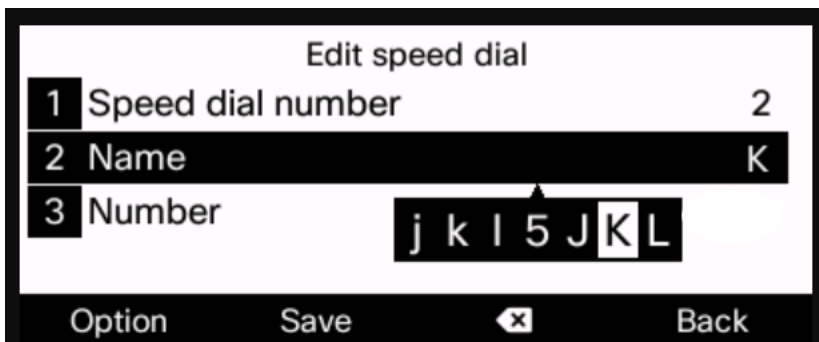 Edit speed dial
1 Speed dial number 2
2 Name K
3 Number
j k l 5 J K L
Option Save Back